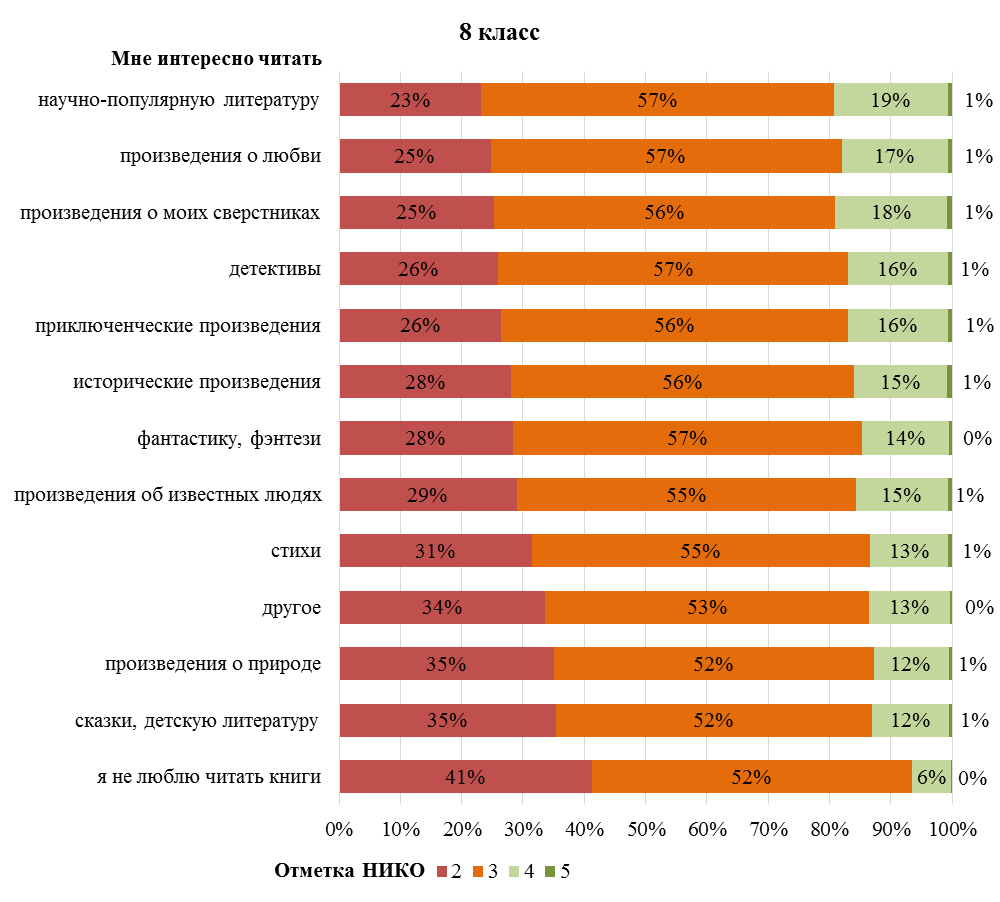 8 класс
Мне интересно читать
научно-популярную литературу 23% 57% 19% 1%
произведения о любви 25% 57% 17% 1%
произведения о моих сверстниках 25% 56% 18% 1%
детективы 26% 57% 16% 1%
приключенческие произведения 26% 56% 16% 1%
исторические произведения 28% 56% 15% 1%
фантастику, фэнтези 28% 57% 14% 0%
произведения об известных людях 29% 55% 15% 1%
стихи 31% 55% 13% 1%
другое 34% 53% 13% 0%
произведения о природе 35% 52% 12% 1%
сказки, детскую литературу 35% 52% 12% 1%
я не люблю читать книги 41% 52% 6% 0%
0% 10% 20% 30% 40% 50% 60% 70% 80% 90% 100%
Отметка НИКО 2 3 4 5